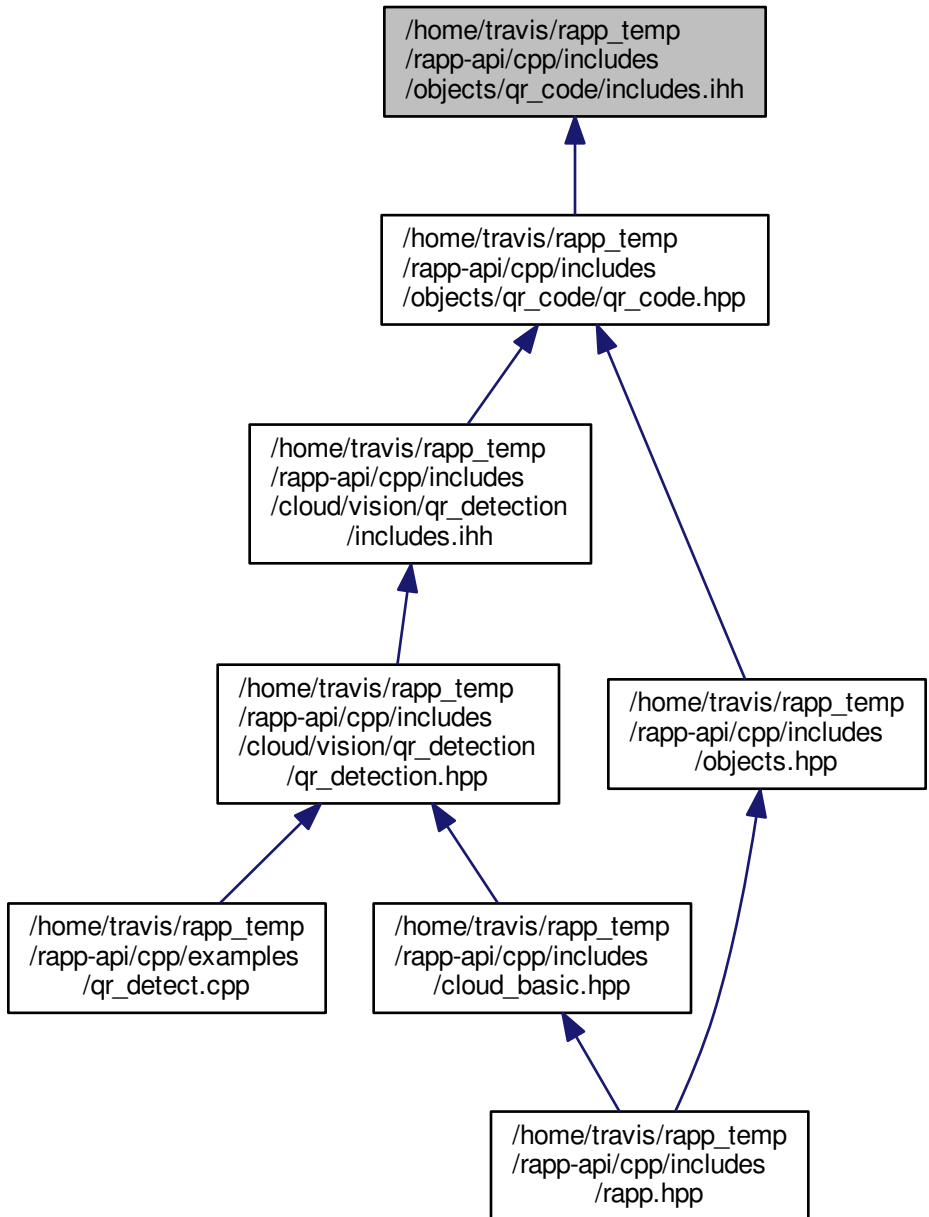 /home/travis/rapp_temp
/rapp-api/cpp/includes
/objects/qr_code/includes.ihh
/home/travis/rapp_temp
/rapp-api/cpp/includes
/objects/qr_code/qr_code.hpp
/home/travis/rapp_temp
/rapp-api/cpp/includes
/cloud/vision/qr_detection
/includes.ihh
/home/travis/rapp_temp
/rapp-api/cpp/includes
/cloud/vision/qr_detection
/qr_detection.hpp
/home/travis/rapp_temp
/rapp-api/cpp/includes
/objects.hpp
/home/travis/rapp_temp
/rapp-api/cpp/examples
/qr_detect.cpp
/home/travis/rapp_temp
/rapp-api/cpp/includes
/cloud_basic.hpp
/home/travis/rapp_temp
/rapp-api/cpp/includes
/rapp.hpp